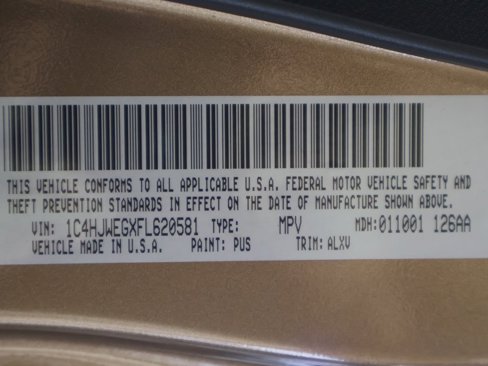 THIS VEHICLE CONFORMS TO ALL APPLICABLE U.S.A. FEDERAL MOTOR VEHICLE SAFETY AND
THEFT PREVENTION STANDARDS IN EFFECT ON THE DATE OF MANUFACTURE SHOWN ABOVE.
VIN: 1C4HJWEGXFL620581 TYPE: MPV MDH:011001 126AA
VEHICLE MADE IN U.S.A. PAINT: PUS TRIM: ALXV